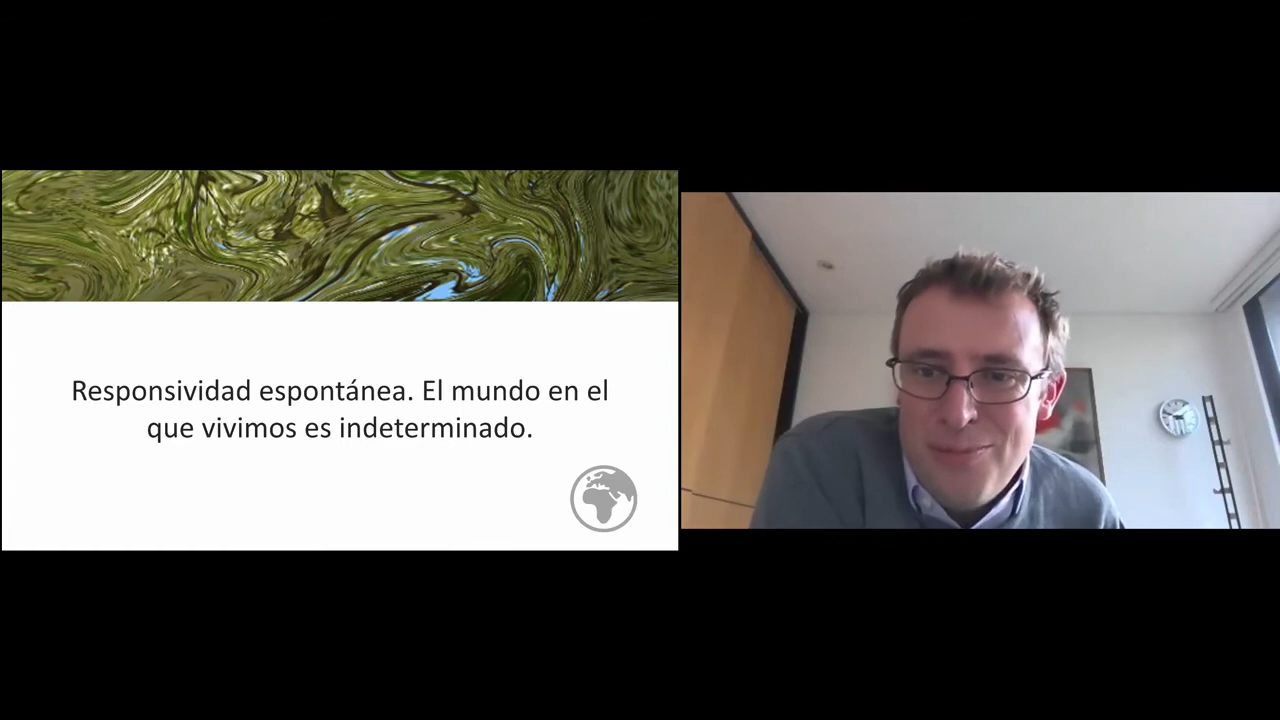 Responsividad espontánea. El mundo en el
que vivimos es indeterminado.